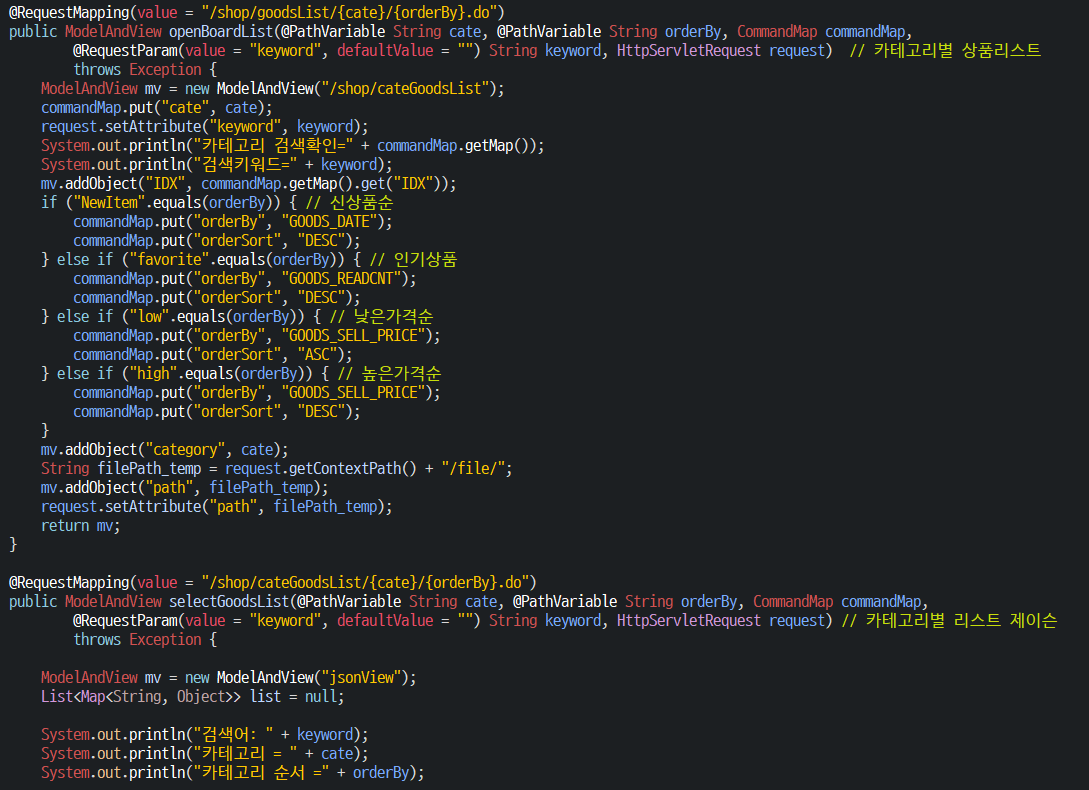 @RequestMapping(value = "/shop/goodsList/{cate}/{orderBy}.do")
public ModelAndView openBoardList(@PathVariable String cate, @PathVariable String orderBy, CommandMap commandMap,
        @RequestParam(value = "keyword", defaultValue = "") String keyword, HttpServletRequest request)  // 카테고리별 상품리스트
        throws Exception {
    ModelAndView mv = new ModelAndView("/shop/cateGoodsList");
    commandMap.put("cate", cate);
    request.setAttribute("keyword", keyword);
    System.out.println("카테고리 검색확인=" + commandMap.getMap());
    System.out.println("검색키워드=" + keyword);
    mv.addObject("IDX", commandMap.getMap().get("IDX"));
    if ("NewItem".equals(orderBy)) { // 신상품순
        commandMap.put("orderBy", "GOODS_DATE");
        commandMap.put("orderSort", "DESC");
    } else if ("favorite".equals(orderBy)) { // 인기상품
        commandMap.put("orderBy", "GOODS_READCNT");
        commandMap.put("orderSort", "DESC");
    } else if ("low".equals(orderBy)) { // 낮은가격순
        commandMap.put("orderBy", "GOODS_SELL_PRICE");
        commandMap.put("orderSort", "ASC");
    } else if ("high".equals(orderBy)) { // 높은가격순
        commandMap.put("orderBy", "GOODS_SELL_PRICE");
        commandMap.put("orderSort", "DESC");
    }
    mv.addObject("category", cate);
    String filePath_temp = request.getContextPath() + "/file/";
    mv.addObject("path", filePath_temp);
    request.setAttribute("path", filePath_temp);
    return mv;
}
@RequestMapping(value = "/shop/cateGoodsList/{cate}/{orderBy}.do")
public ModelAndView selectGoodsList(@PathVariable String cate, @PathVariable String orderBy, CommandMap commandMap,
        @RequestParam(value = "keyword", defaultValue = "") String keyword, HttpServletRequest request) // 카테고리별 리스트 제이슨
        throws Exception {
    ModelAndView mv = new ModelAndView("jsonView");
    List<Map<String, Object>> list = null;
    System.out.println("검색어: " + keyword);
    System.out.println("카테고리 = " + cate);
    System.out.println("카테고리 순서 =" + orderBy);